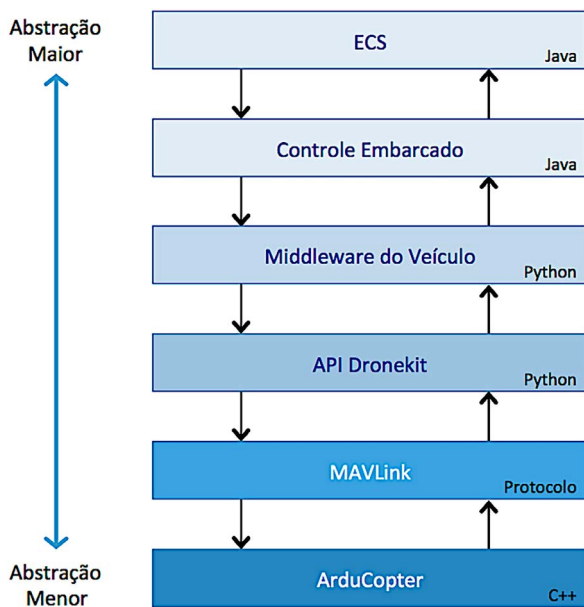 Abstração
Maior
ECS
Java
Controle Embarcado
Java
Middleware do Veículo
Python
API Dronekit
Python
MAVLink
Protocolo
Abstração
Menor
ArduCopter
C++